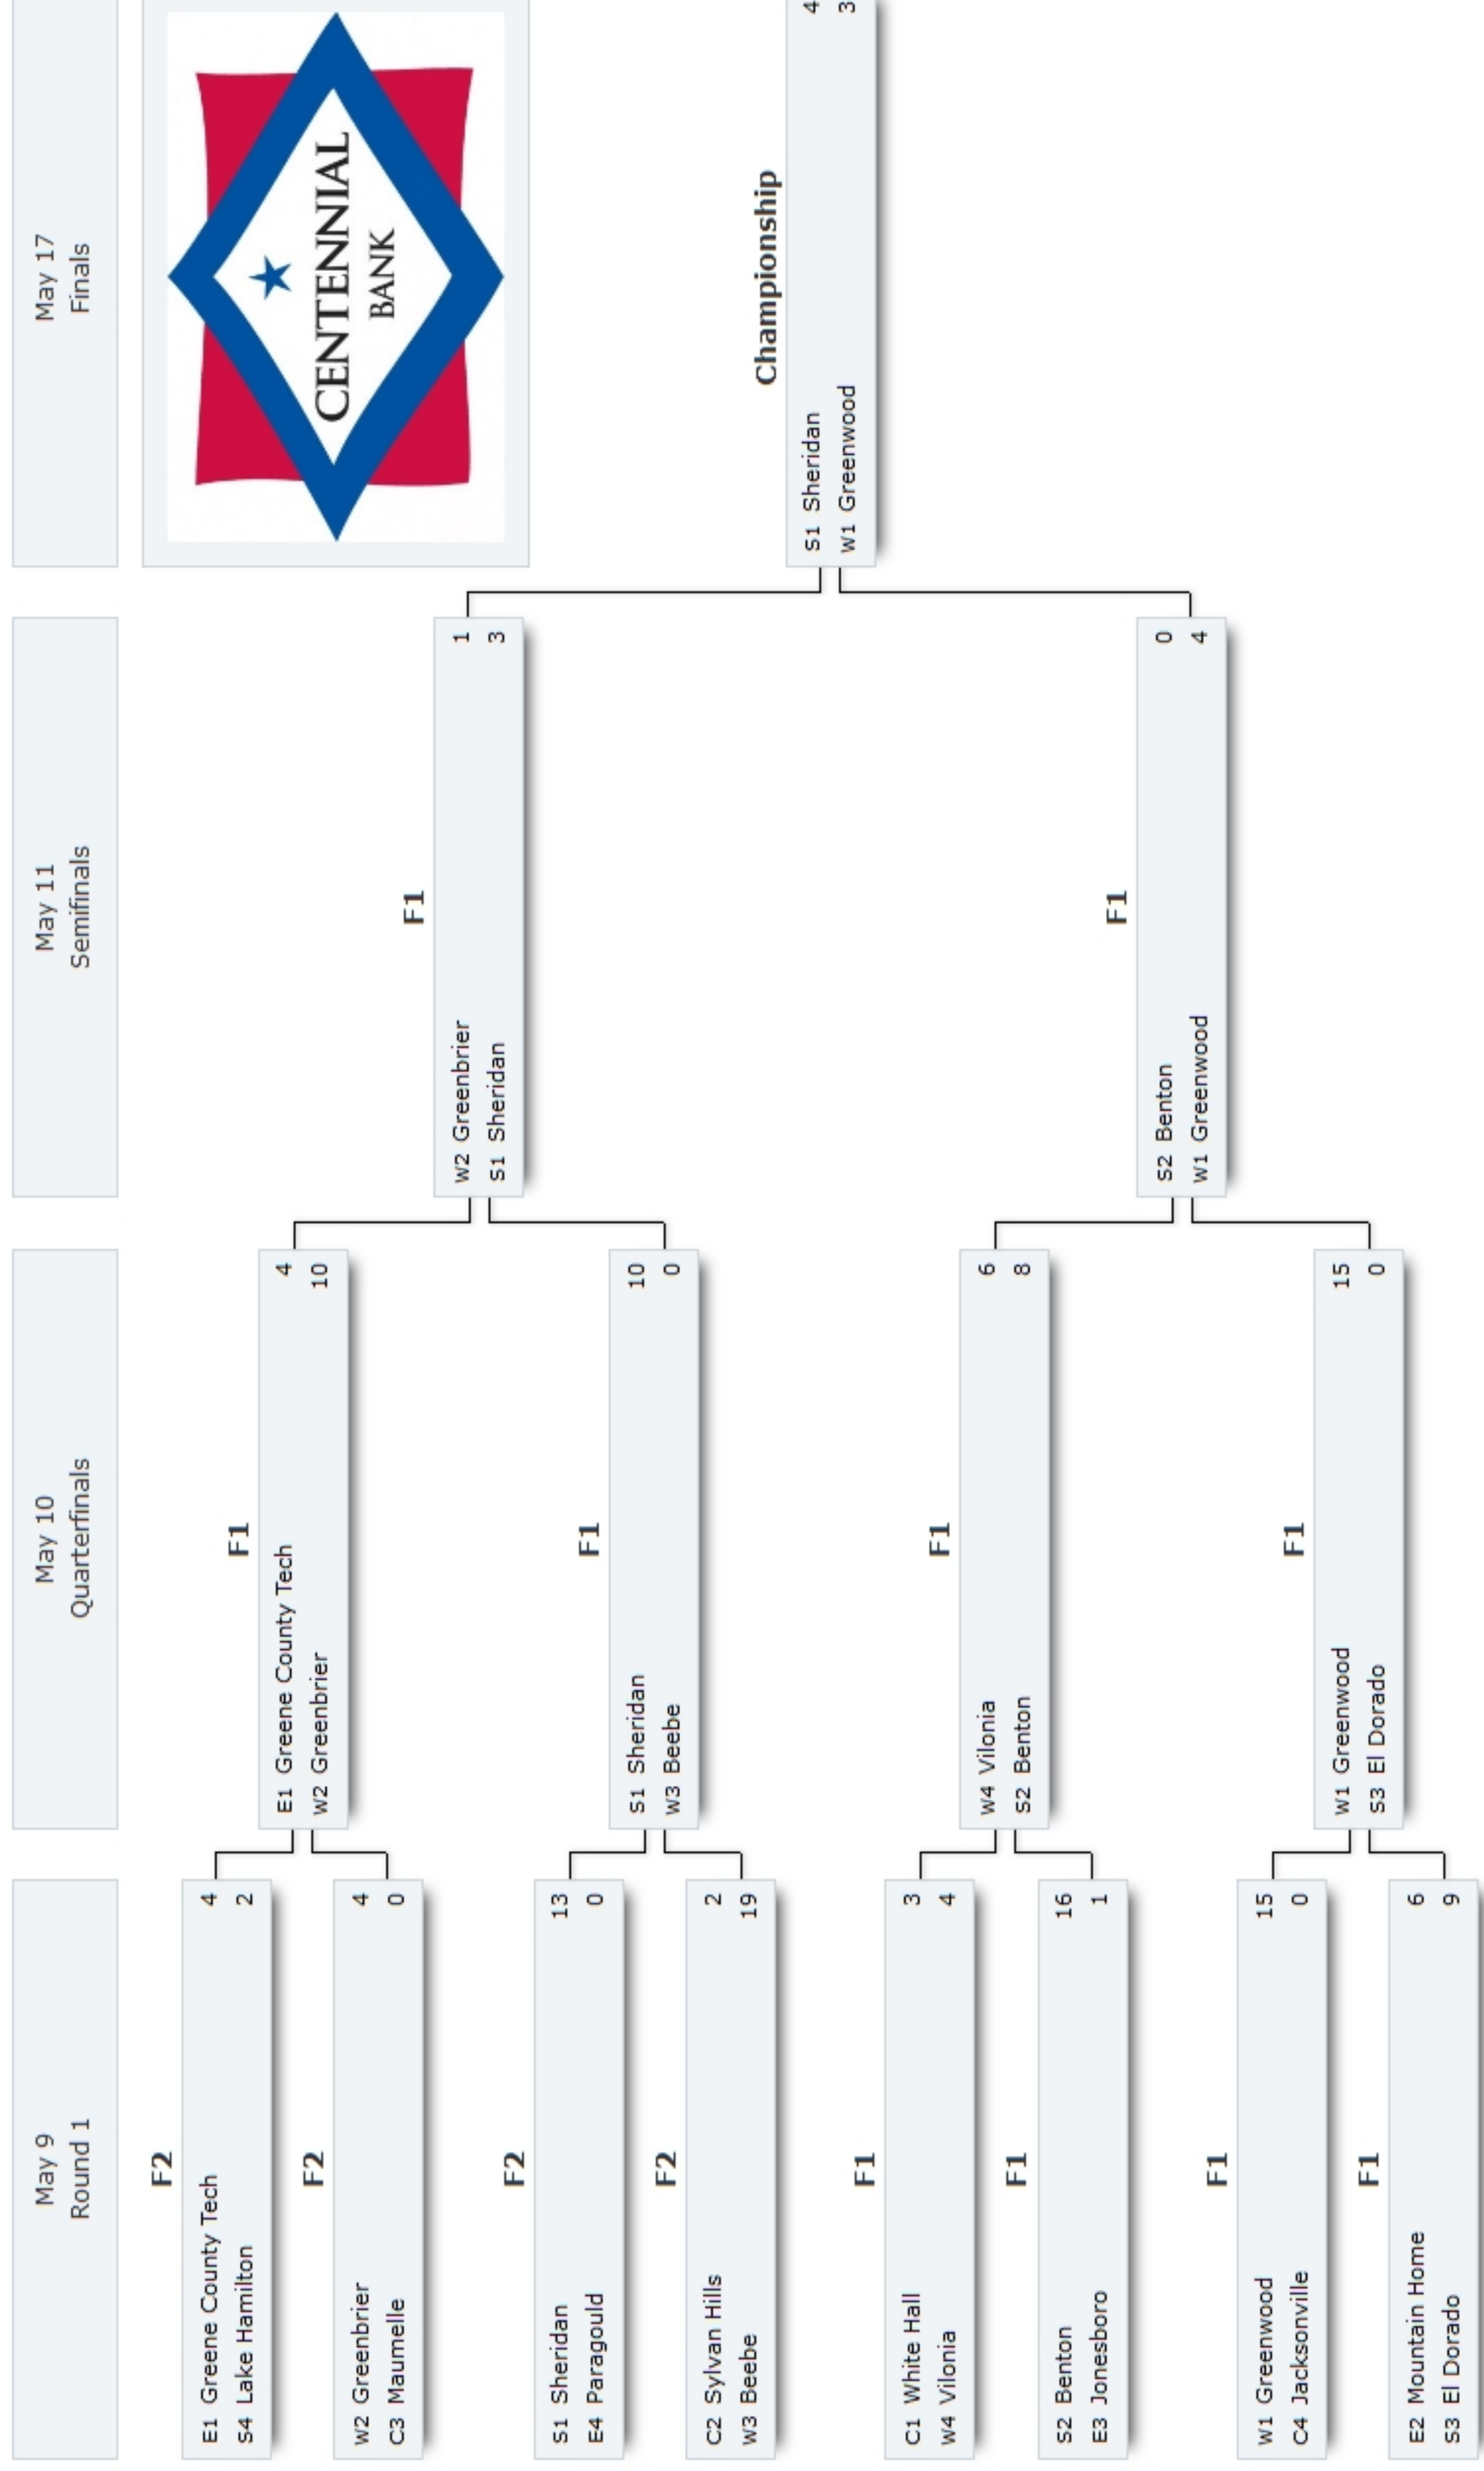 May 9
Round 1
May 10
Quarterfinals
May 11
Semifinals
May 17
Finals
F2
E1 Greene County Tech 4
S4 Lake Hamilton 2
F2
W2 Greenbrier 4
C3 Maumelle 0
F2
S1 Sheridan 13
E4 Paragould 0
F2
C2 Sylvan Hills 2
W3 Beebe 19
F1
C1 White Hall 3
W4 Vilonia 4
F1
S2 Benton 16
E3 Jonesboro 1
F1
W1 Greenwood 15
C4 Jacksonville 0
F1
E2 Mountain Home 6
S3 El Dorado 9
F1
E1 Greene County Tech 4
W2 Greenbrier 10
F1
S1 Sheridan 10
W3 Beebe 0
F1
W4 Vilonia 6
S2 Benton 8
F1
W1 Greenwood 15
S3 El Dorado 0
F1
W2 Greenbrier 1
S1 Sheridan 3
F1
S2 Benton 0
W1 Greenwood 4
CENTENNIAL
BANK
Championship
S1 Sheridan 4
W1 Greenwood 3